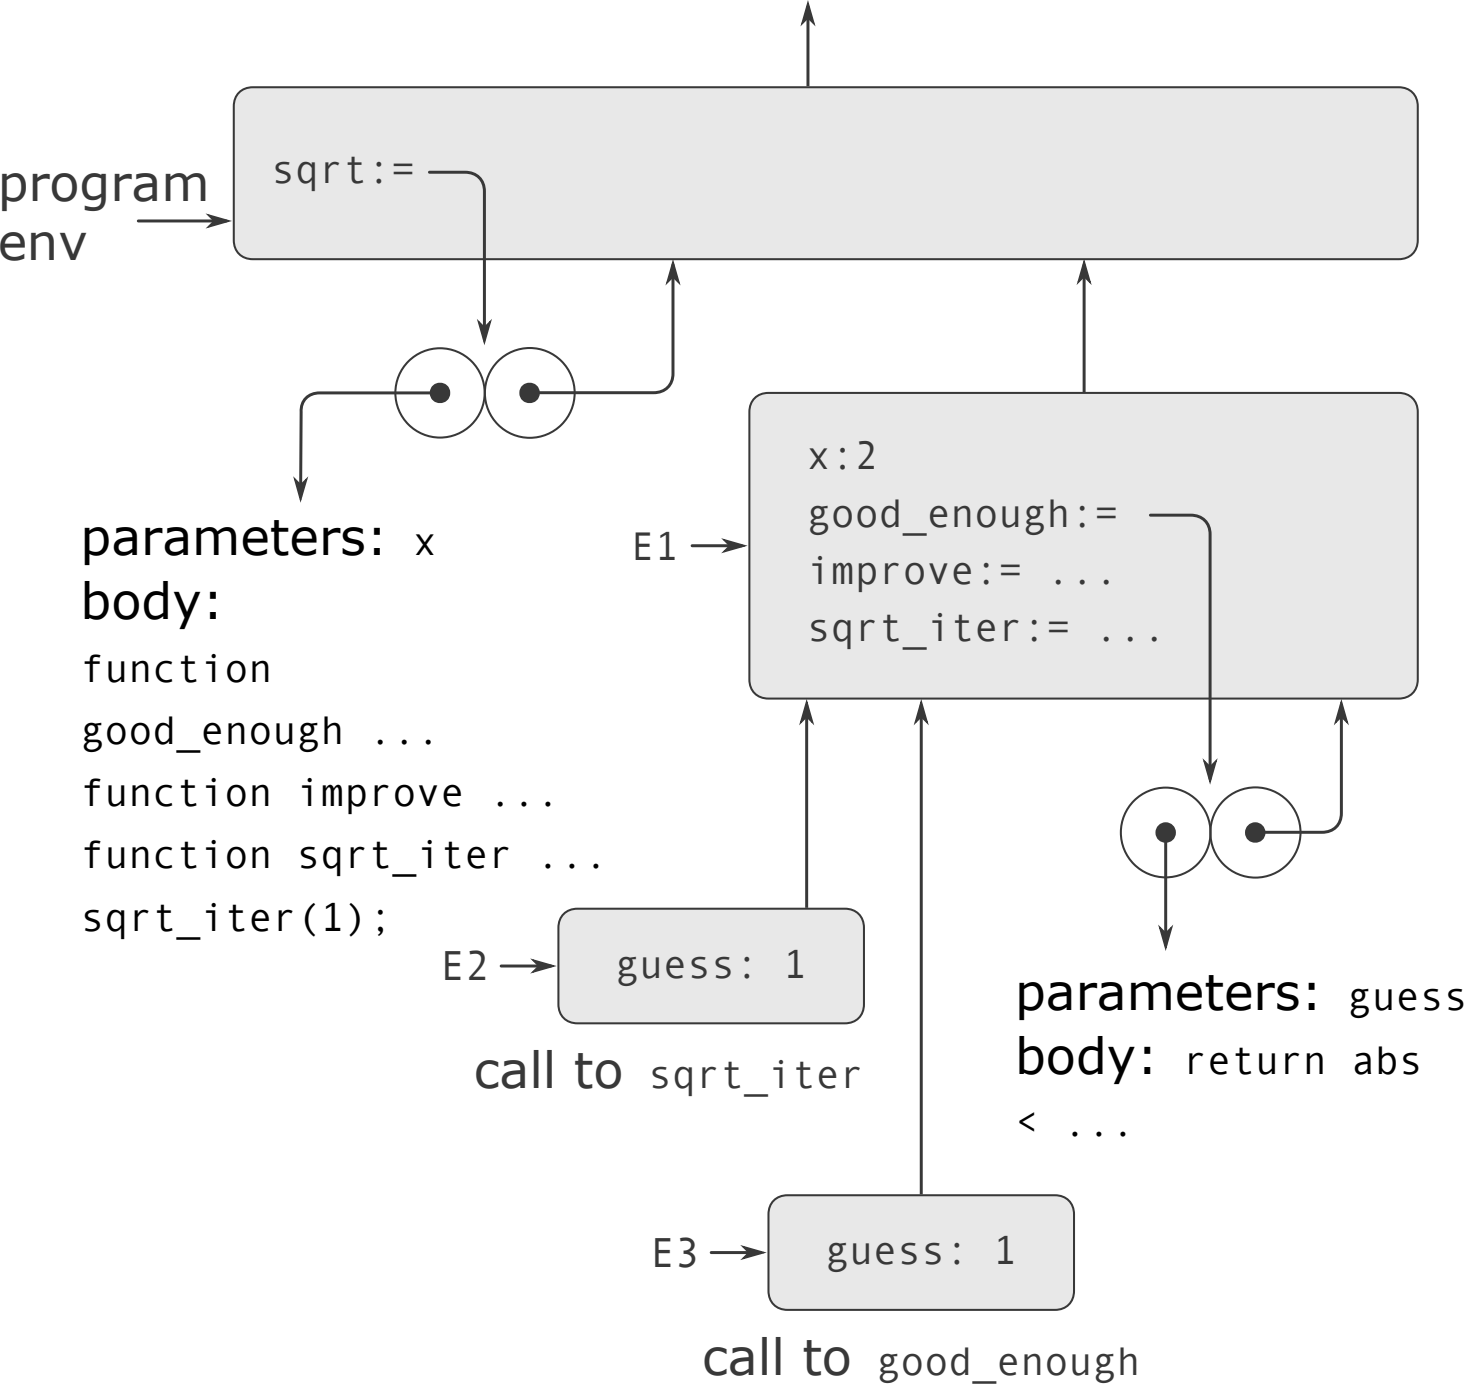 sqrt:=
program
env
x:2
good_enough:=
E1
improve:= ...
sqrt_iter:= ...
parameters: x
body:
function
good_enough ...
function improve ...
function sqrt_iter ...
sqrt_iter(1);
E2
guess: 1
call to sqrt_iter
parameters: guess
body: return abs
< ...
E3
guess: 1
call to good_enough